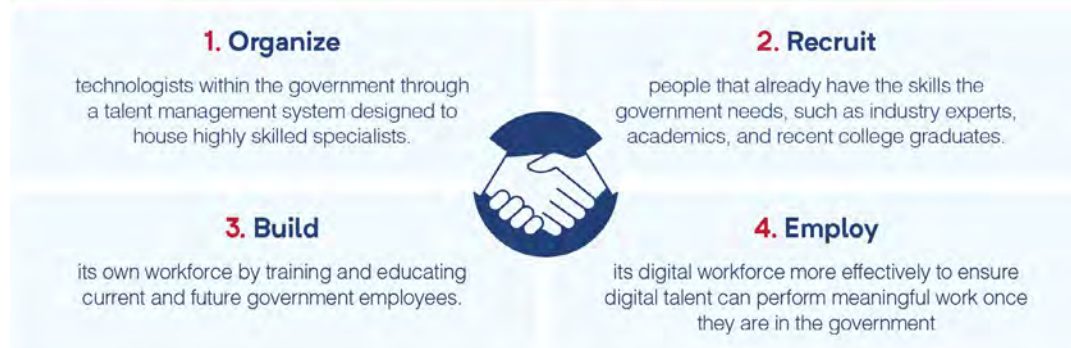 1. Organize
technologists within the government through
a talent management system designed to
house highly skilled specialists.
2. Recruit
people that already have the skills the
government needs, such as industry experts,
academics, and recent college graduates.
3. Build
its own workforce by training and educating
current and future government employees.
4. Employ
its digital workforce more effectively to ensure
digital talent can perform meaningful work once
they are in the government